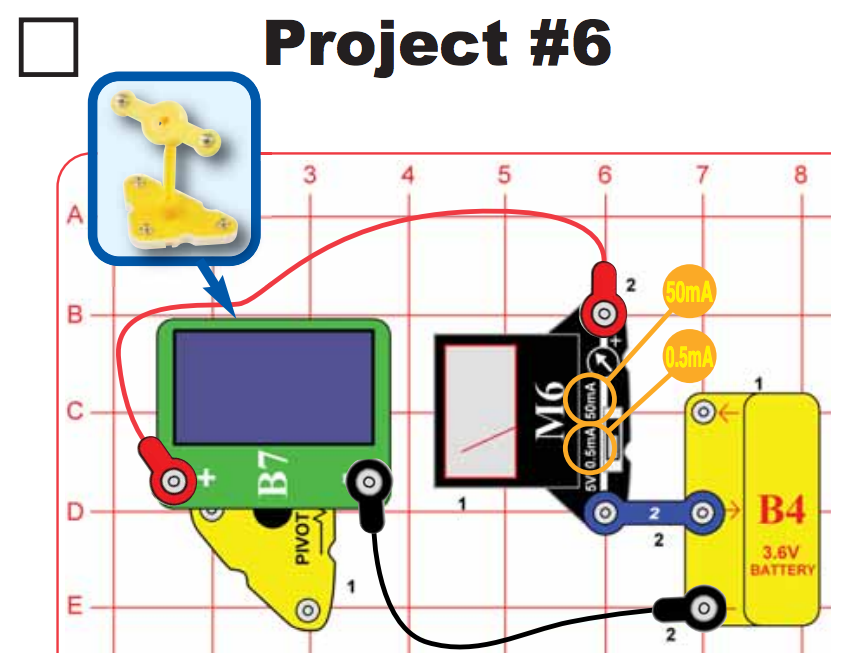 Project #6
3 4 5 6 7 8
A
B
C
D
E
2
50mA
0.5mA
+
50mA
0.5mA
5V
M6
1
+
B7
-
PIVOT
1
2
2
1
B4
3.6V
BATTERY
2